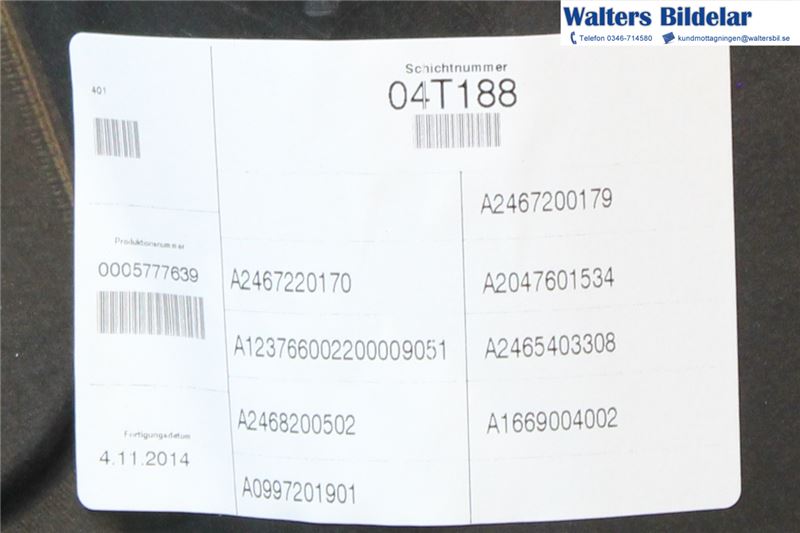 Walters Bildelar
Telefon 0346-714580 kundmottagningen@waltersbil.se
401
Schichtnummer
04T188
Produktionsnummer
0005777639
Fertigungsdatum
4.11.2014
A2467220170
A123766002200009051
A2468200502
A0997201901
A2467200179
A2047601534
A2465403308
A1669004002